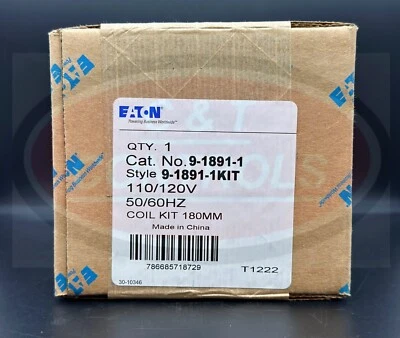 EATON
Powering Business Worldwide
QTY. 1
Cat. No. 9-1891-1
Style 9-1891-1KIT
110/120V
50/60HZ
COIL KIT 180MM
Made in China
786685718729
30-10346
T1222